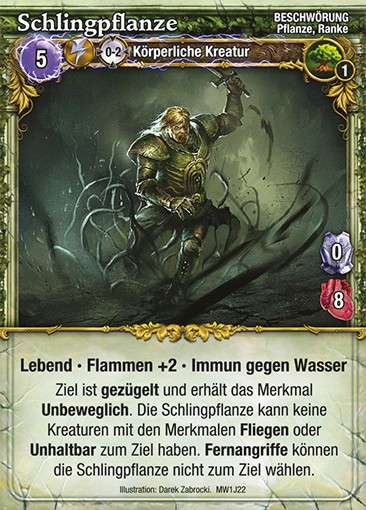 Schlingpflanze
BESCHWÖRUNG
Pflanze, Ranke
5
0-2
Körperliche Kreatur
1
0
8
Lebend · Flammen +2 · Immun gegen Wasser
Ziel ist gezügelt und erhält das Merkmal
Unbeweglich. Die Schlingpflanze kann keine
Kreaturen mit den Merkmalen Fliegen oder
Unhaltbar zum Ziel haben. Fernangriffe können
die Schlingpflanze nicht zum Ziel wählen.
Illustration: Darek Zabrocki. MW1J22